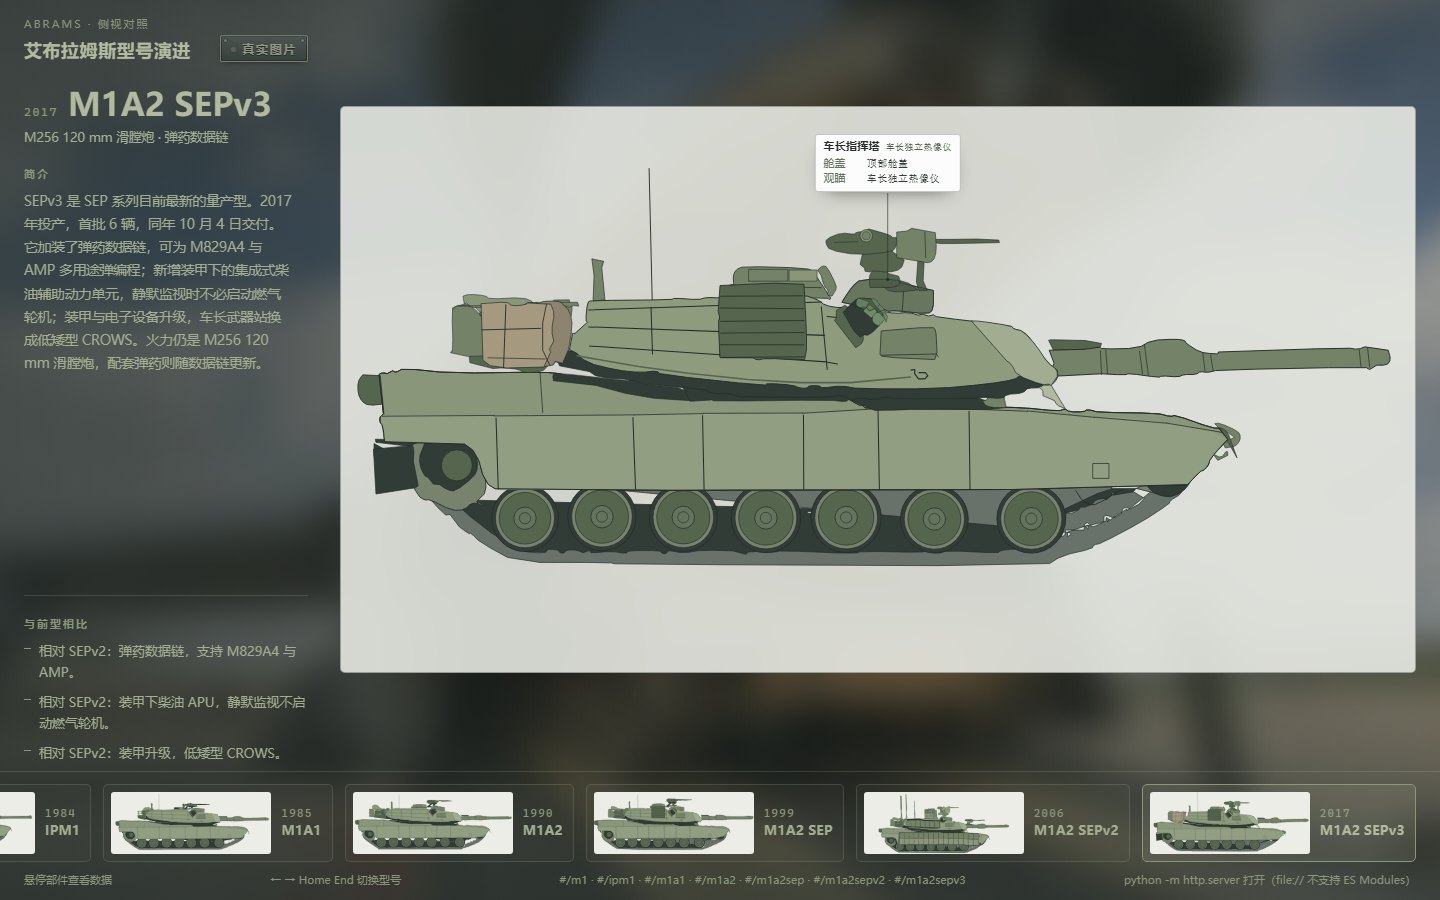 ABRAMS · 侧视对照
艾布拉姆斯型号演进
真实图片
2017 M1A2 SEPv3
M256 120 mm 滑膛炮 · 弹药数据链
简介
SEPv3 是 SEP 系列目前最新的量产型。2017
年投产，首批 6 辆，同年 10 月 4 日交付。
它加装了弹药数据链，可为 M829A4 与
AMP 多用途弹编程；新增装甲下的集成式柴
油辅助动力单元，静默监视时不必启动燃气
轮机；装甲与电子设备升级，车长武器站换
成低矮型 CROWS。火力仍是 M256 120
mm 滑膛炮，配套弹药则随数据链更新。
车长指挥塔 车长独立热像仪
舱盖 顶部舱盖
观瞄 车长独立热像仪
与前型相比
– 相对 SEPv2：弹药数据链，支持 M829A4 与
AMP。
– 相对 SEPv2：装甲下柴油 APU，静默监视不启
动燃气轮机。
– 相对 SEPv2：装甲升级，低矮型 CROWS。
1984
IPM1
1985
M1A1
1990
M1A2
1999
M1A2 SEP
2006
M1A2 SEPv2
2017
M1A2 SEPv3
悬停部件查看数据
←→ Home End 切换型号
#/m1 · #/ipm1 · #/m1a1 · #/m1a2 · #/m1a2sep · #/m1a2sepv2 · #/m1a2sepv3
python -m http.server 打开（file:// 不支持 ES Modules）